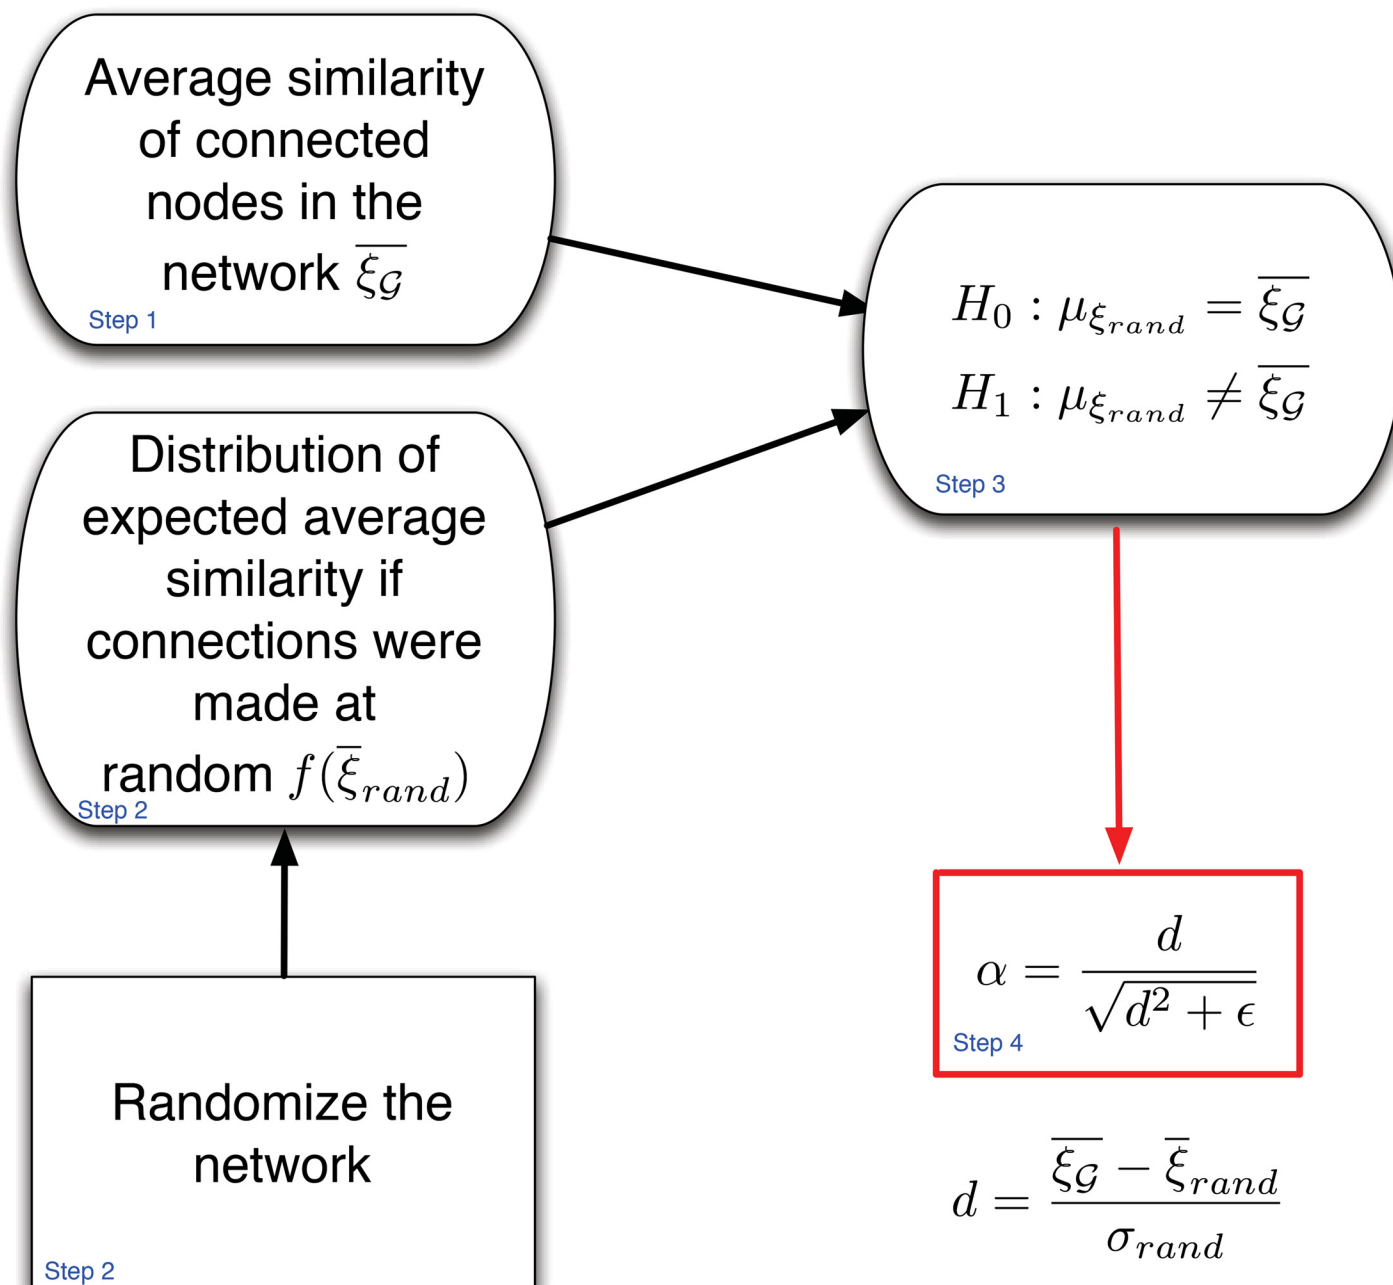 Average similarity
of connected
nodes in the
network $\overline{\xi_{\mathcal{G}}}$
Step 1
Distribution of
expected average
similarity if
connections were
made at
random $f(\overline{\xi}_{rand})$
Step 2
Randomize the
network
Step 2
$H_0 : \mu_{\xi_{rand}} = \overline{\xi_{\mathcal{G}}}$
$H_1 : \mu_{\xi_{rand}} \neq \overline{\xi_{\mathcal{G}}}$
Step 3
$\alpha = \frac{d}{\sqrt{d^2 + \epsilon}}$
Step 4
$d = \frac{\overline{\xi_{\mathcal{G}}} - \overline{\xi}_{rand}}{\sigma_{rand}}$